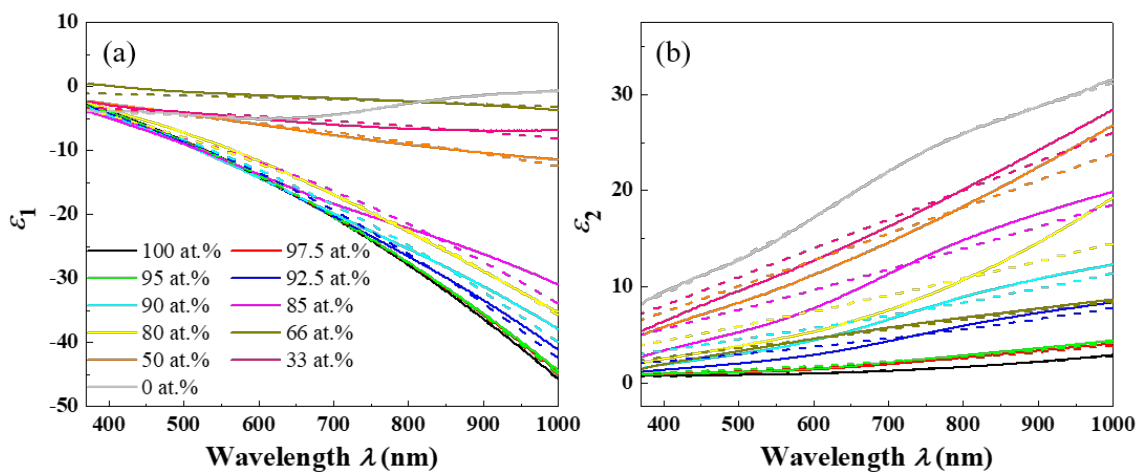 (a)
10
0
-10
-20
-30
-40
-50
ε1
100 at.% 97.5 at.%
95 at.% 92.5 at.%
90 at.% 85 at.%
80 at.% 66 at.%
50 at.% 33 at.%
0 at.%
400 500 600 700 800 900 1000
Wavelength λ (nm)
(b)
30
20
10
0
ε2
400 500 600 700 800 900 1000
Wavelength λ (nm)